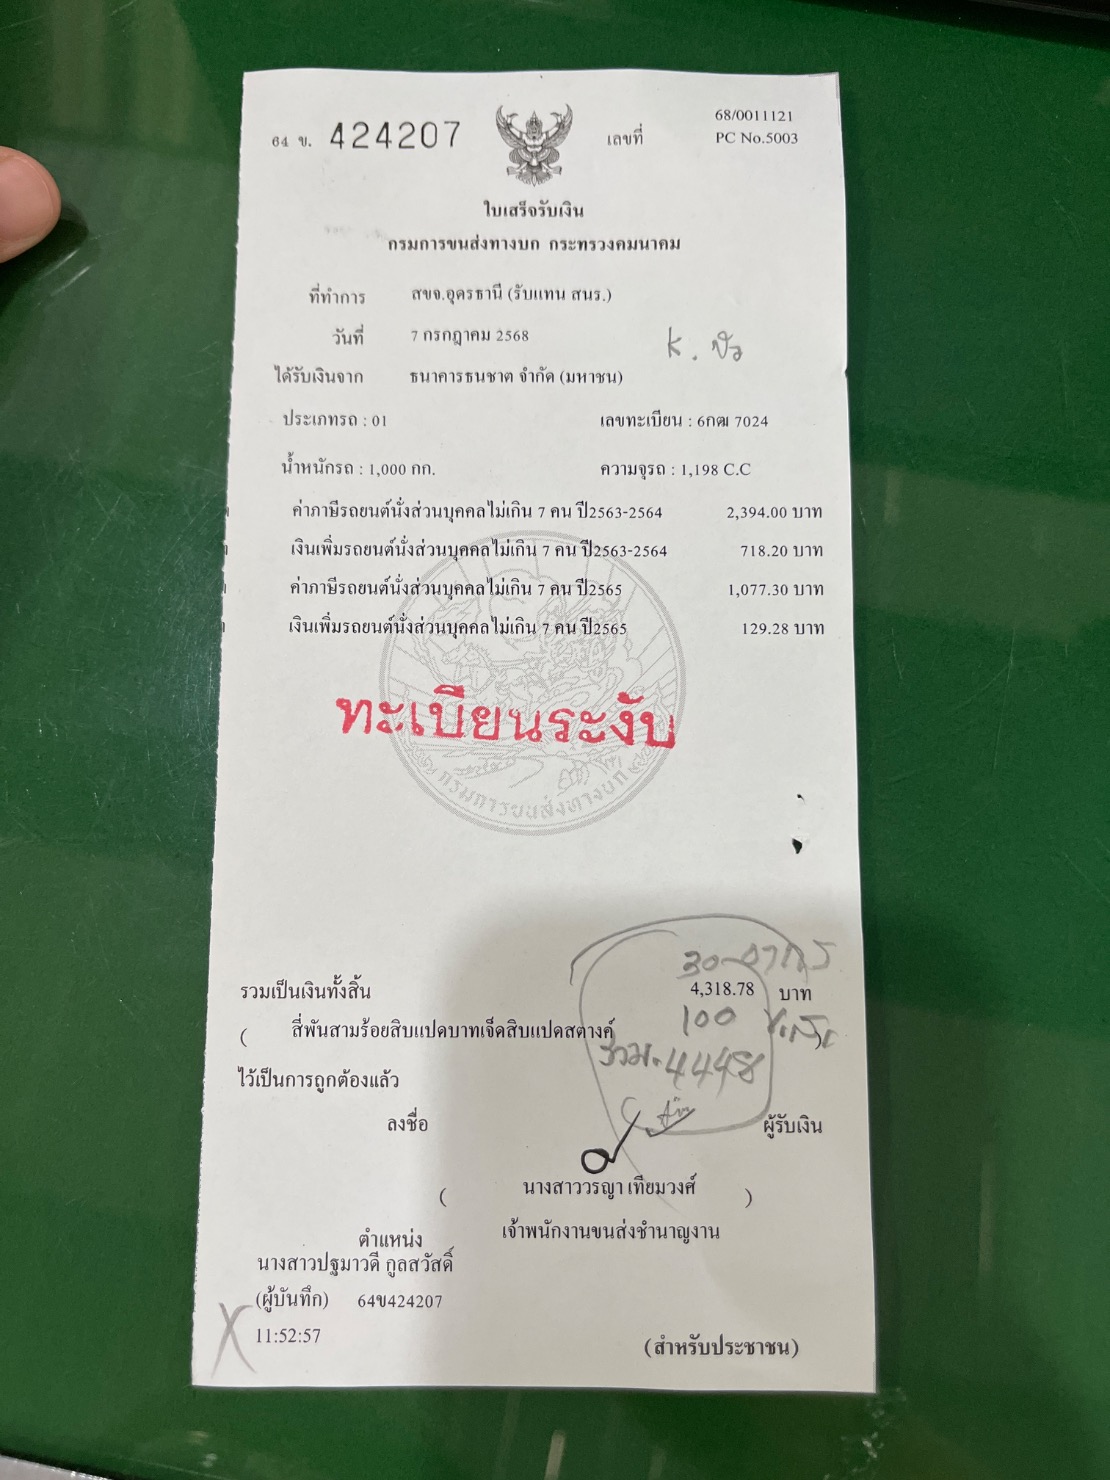 64 ข. 424207 เลขที่ 68/0011121
PC No.5003
ใบเสร็จรับเงิน
กรมการขนส่งทางบก กระทรวงคมนาคม
ที่ทำการ สขจ.อุดรธานี (รับแทน สนร.)
วันที่ 7 กรกฎาคม 2568
K. บัว
ได้รับเงินจาก ธนาคารธนชาต จำกัด (มหาชน)
ประเภทรถ : 01 เลขทะเบียน : 6กฒ 7024
น้ำหนักรถ : 1,000 กก. ความจุรถ : 1,198 C.C
ค่าภาษีรถยนต์นั่งส่วนบุคคลไม่เกิน 7 คน ปี2563-2564 2,394.00 บาท
เงินเพิ่มรถยนต์นั่งส่วนบุคคลไม่เกิน 7 คน ปี2563-2564 718.20 บาท
ค่าภาษีรถยนต์นั่งส่วนบุคคลไม่เกิน 7 คน ปี2565 1,077.30 บาท
เงินเพิ่มรถยนต์นั่งส่วนบุคคลไม่เกิน 7 คน ปี2565 129.28 บาท
ทะเบียนระงับ
กรมการขนส่งทางบก
30
รวมเป็นเงินทั้งสิ้น 4,318.78 บาท
100
( สี่พันสามร้อยสิบแปดบาทเจ็ดสิบแปดสตางค์ )
รวม. 4448
ไว้เป็นการถูกต้องแล้ว
ลงชื่อ ผู้รับเงิน
( นางสาววรญา เทียมวงศ์ )
ตำแหน่ง เจ้าพนักงานขนส่งชำนาญงาน
นางสาวปฐมาวดี กูลสวัสดิ์
(ผู้บันทึก) 64ข424207
X 11:52:57
(สำหรับประชาชน)